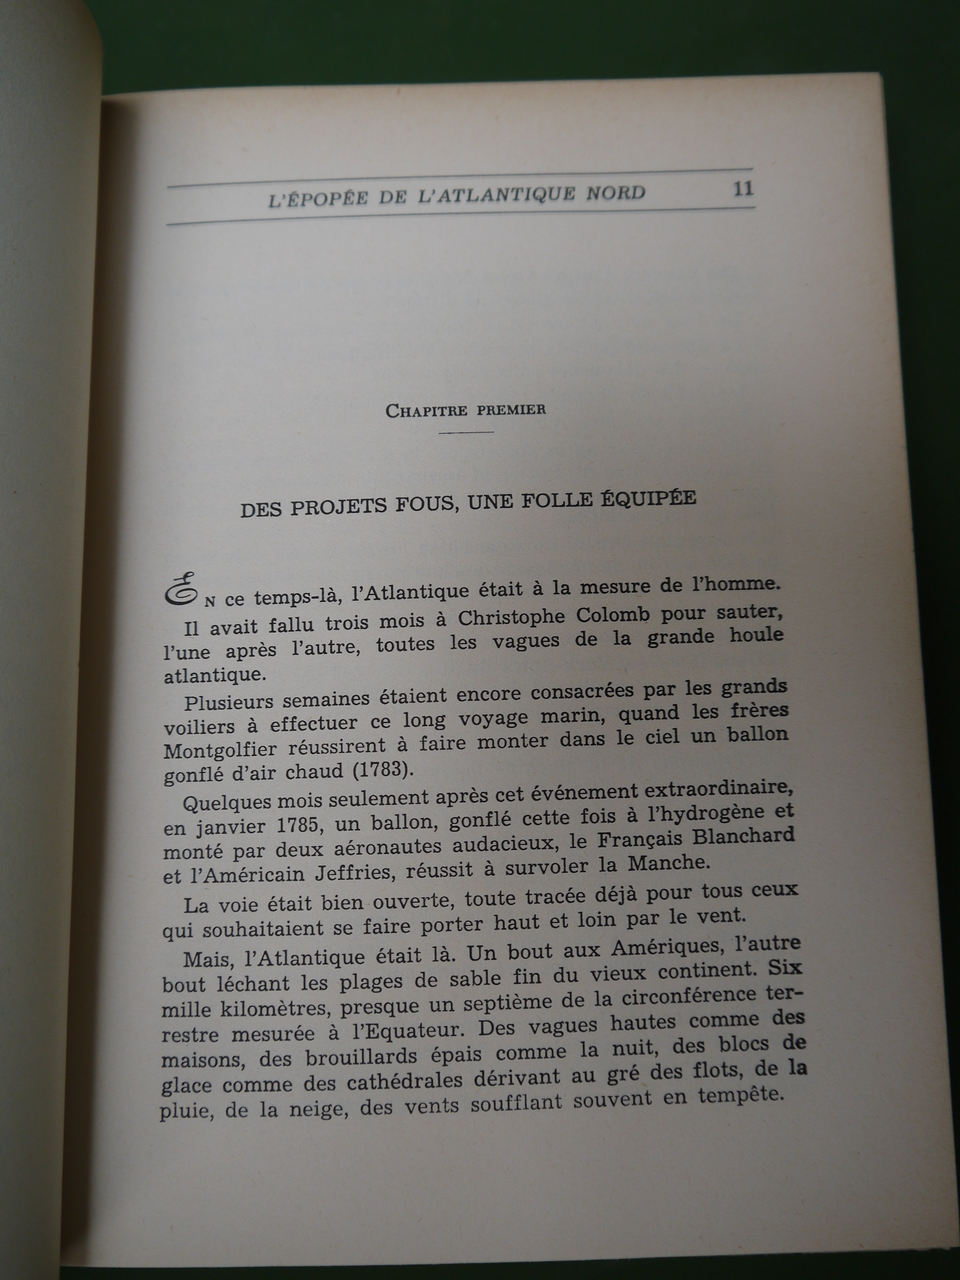 L'ÉPOPÉE DE L'ATLANTIQUE NORD 11
CHAPITRE PREMIER
DES PROJETS FOUS, UNE FOLLE ÉQUIPÉE
EN ce temps-là, l'Atlantique était à la mesure de l'homme.
Il avait fallu trois mois à Christophe Colomb pour sauter,
l'une après l'autre, toutes les vagues de la grande houle
atlantique.
Plusieurs semaines étaient encore consacrées par les grands
voiliers à effectuer ce long voyage marin, quand les frères
Montgolfier réussirent à faire monter dans le ciel un ballon
gonflé d'air chaud (1783).
Quelques mois seulement après cet événement extraordinaire,
en janvier 1785, un ballon, gonflé cette fois à l'hydrogène et
monté par deux aéronautes audacieux, le Français Blanchard
et l'Américain Jeffries, réussit à survoler la Manche.
La voie était bien ouverte, toute tracée déjà pour tous ceux
qui souhaitaient se faire porter haut et loin par le vent.
Mais, l'Atlantique était là. Un bout aux Amériques, l'autre
bout léchant les plages de sable fin du vieux continent. Six
mille kilomètres, presque un septième de la circonférence ter-
restre mesurée à l'Equateur. Des vagues hautes comme des
maisons, des brouillards épais comme la nuit, des blocs de
glace comme des cathédrales dérivant au gré des flots, de la
pluie, de la neige, des vents soufflant souvent en tempête.